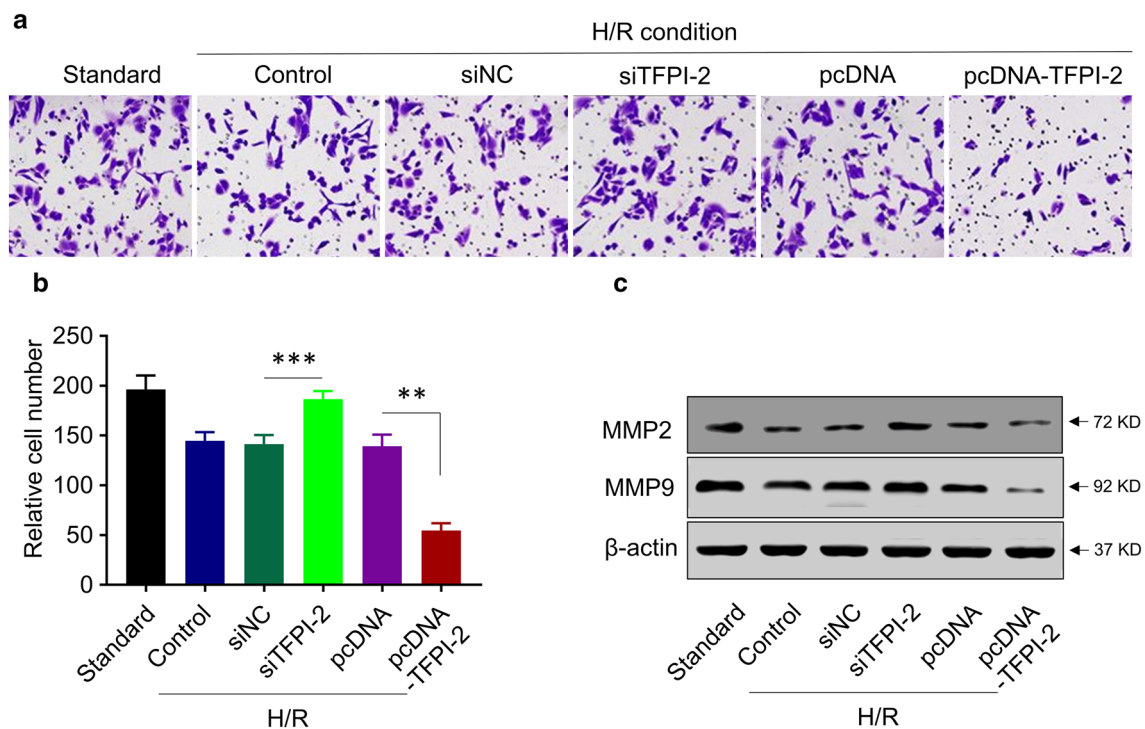 a
H/R condition
Standard Control siNC siTFPI-2 pcDNA pcDNA-TFPI-2
b
Relative cell number
250
200
150
100
50
0
***
**
Standard
Control
siNC
siTFPI-2
pcDNA
pcDNA
-TFPI-2
H/R
c
MMP2 ← 72 KD
MMP9 ← 92 KD
β-actin ← 37 KD
Standard
Control
siNC
siTFPI-2
pcDNA
pcDNA
-TFPI-2
H/R